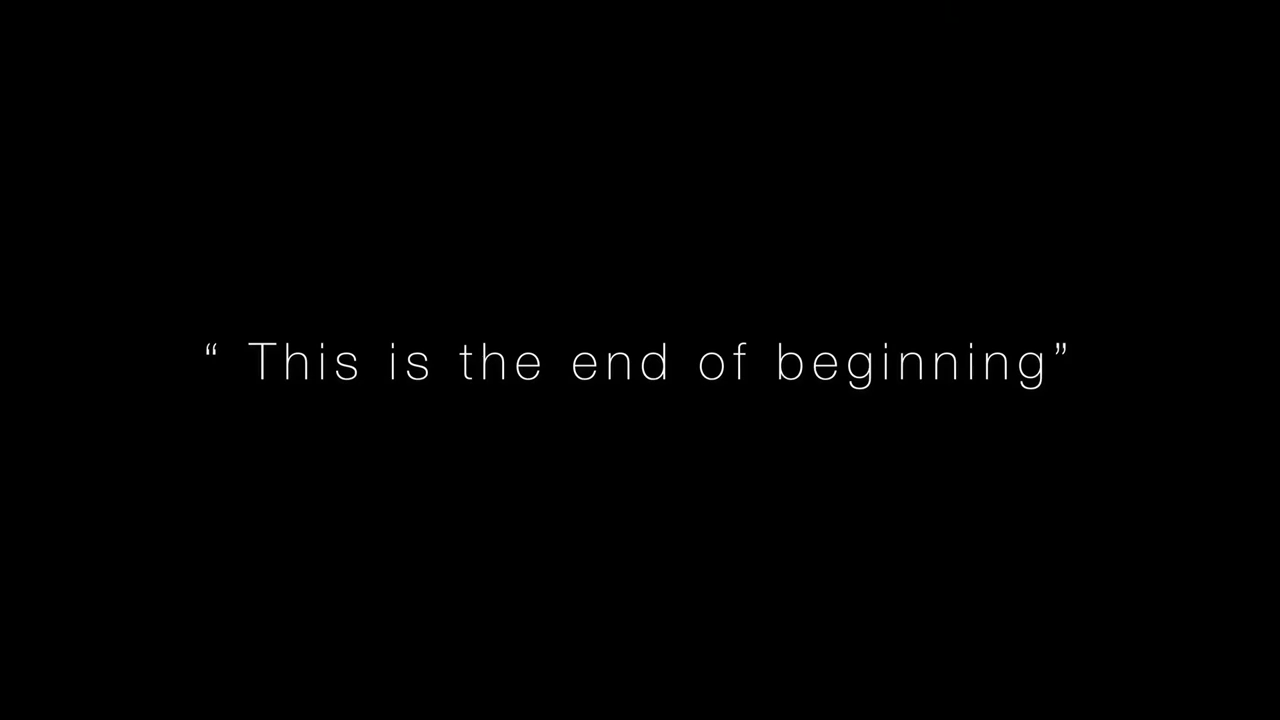 “ This is the end of beginning”